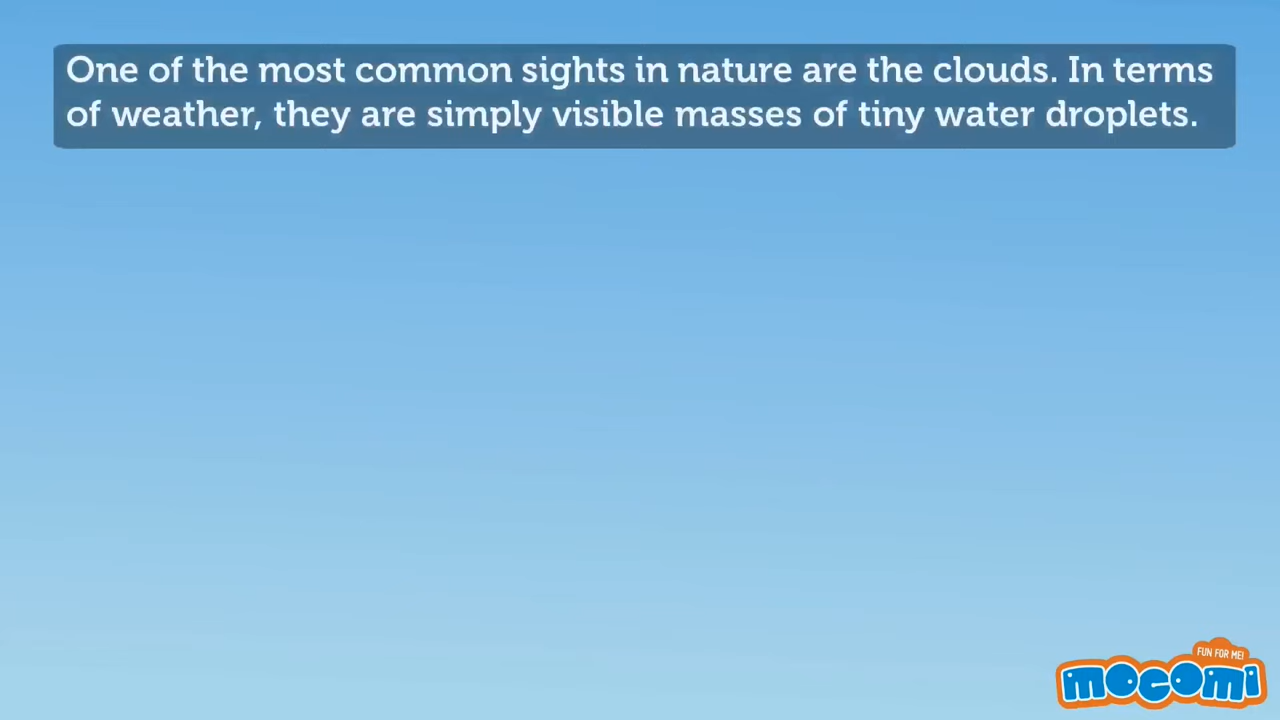 One of the most common sights in nature are the clouds. In terms
of weather, they are simply visible masses of tiny water droplets.
FUN FOR ME!
mocomi